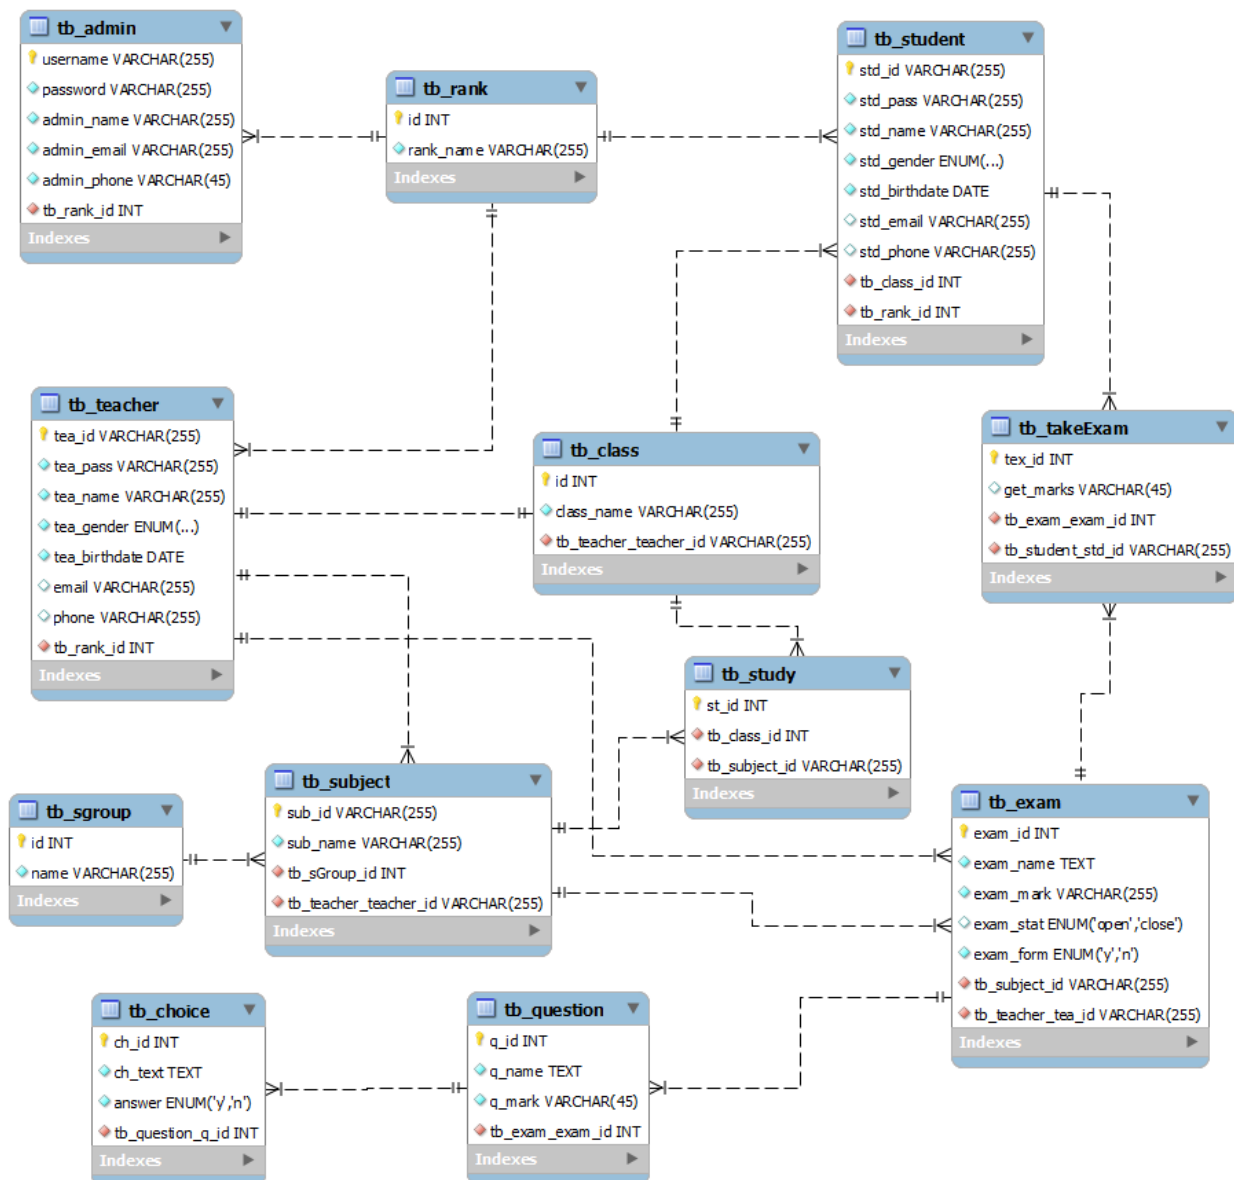 tb_admin
username VARCHAR(255)
password VARCHAR(255)
admin_name VARCHAR(255)
admin_email VARCHAR(255)
admin_phone VARCHAR(45)
tb_rank_id INT
Indexes
tb_rank
id INT
rank_name VARCHAR(255)
Indexes
tb_student
std_id VARCHAR(255)
std_pass VARCHAR(255)
std_name VARCHAR(255)
std_gender ENUM(...)
std_birthdate DATE
std_email VARCHAR(255)
std_phone VARCHAR(255)
tb_class_id INT
tb_rank_id INT
Indexes
tb_teacher
tea_id VARCHAR(255)
tea_pass VARCHAR(255)
tea_name VARCHAR(255)
tea_gender ENUM(...)
tea_birthdate DATE
email VARCHAR(255)
phone VARCHAR(255)
tb_rank_id INT
Indexes
tb_class
id INT
class_name VARCHAR(255)
tb_teacher_teacher_id VARCHAR(255)
Indexes
tb_takeExam
tex_id INT
get_marks VARCHAR(45)
tb_exam_exam_id INT
tb_student_std_id VARCHAR(255)
Indexes
tb_study
st_id INT
tb_class_id INT
tb_subject_id VARCHAR(255)
Indexes
tb_sgroup
id INT
name VARCHAR(255)
Indexes
tb_subject
sub_id VARCHAR(255)
sub_name VARCHAR(255)
tb_sGroup_id INT
tb_teacher_teacher_id VARCHAR(255)
Indexes
tb_exam
exam_id INT
exam_name TEXT
exam_mark VARCHAR(255)
exam_stat ENUM('open','close')
exam_form ENUM('y','n')
tb_subject_id VARCHAR(255)
tb_teacher_tea_id VARCHAR(255)
Indexes
tb_choice
ch_id INT
ch_text TEXT
answer ENUM('y','n')
tb_question_q_id INT
Indexes
tb_question
q_id INT
q_name TEXT
q_mark VARCHAR(45)
tb_exam_exam_id INT
Indexes